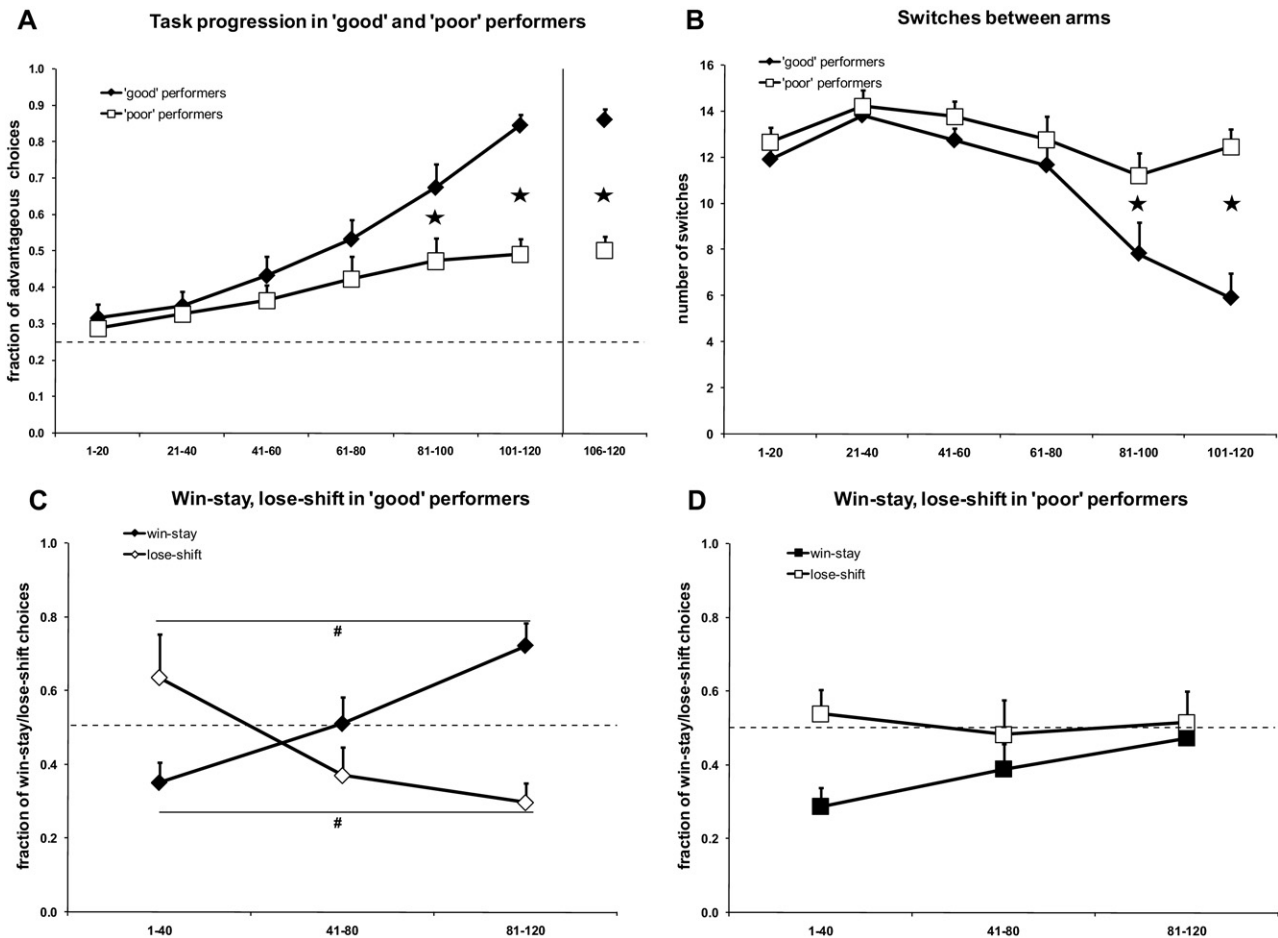 A
Task progression in 'good' and 'poor' performers
fraction of advantageous choices
1.0
0.9
0.8
0.7
0.6
0.5
0.4
0.3
0.2
0.1
0.0
'good' performers
'poor' performers
1-20
21-40
41-60
61-80
81-100
101-120
106-120
B
Switches between arms
number of switches
16
14
12
10
8
6
4
2
0
'good' performers
'poor' performers
1-20
21-40
41-60
61-80
81-100
101-120
C
Win-stay, lose-shift in 'good' performers
win-stay
lose-shift
fraction of win-stay/lose-shift choices
1.0
0.8
0.6
0.4
0.2
0.0
#
#
1-40
41-80
81-120
D
Win-stay, lose-shift in 'poor' performers
win-stay
lose-shift
fraction of win-stay/lose-shift choices
1.0
0.8
0.6
0.4
0.2
0.0
1-40
41-80
81-120